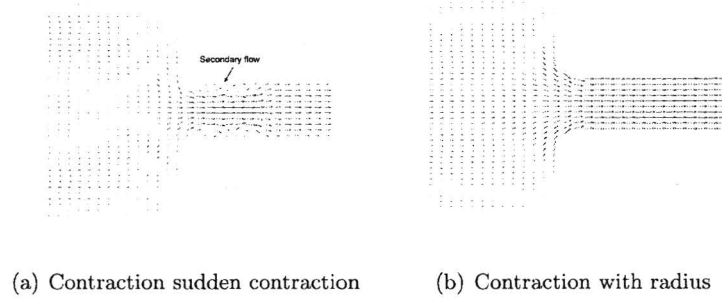 Secondary flow
(a) Contraction sudden contraction
(b) Contraction with radius